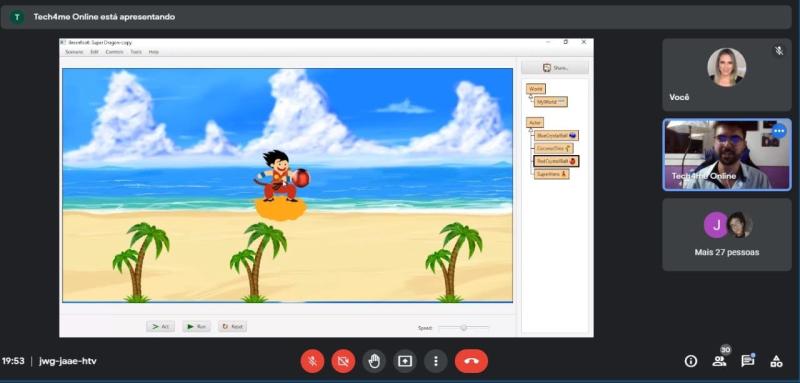 T
Tech4me Online está apresentando
Greenfoot: SuperDragon-copy
Scenario Edit Controls Tools Help
Share...
World
MyWorld
Actor
BlueCrystalBall
CoconutTree
RedCrystalBall
SuperHero
> Act
Run
Reset
Speed:
Você
Tech4me Online
J
Mais 27 pessoas
19:53 | jwg-jaae-htv
30